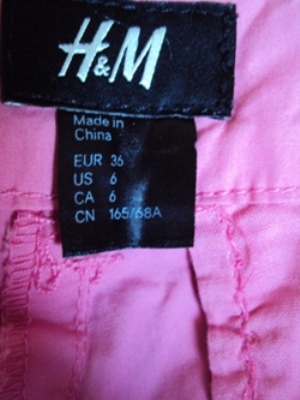 H&M
Made in
China
EUR 36
US 6
CA 6
CN 165/68A